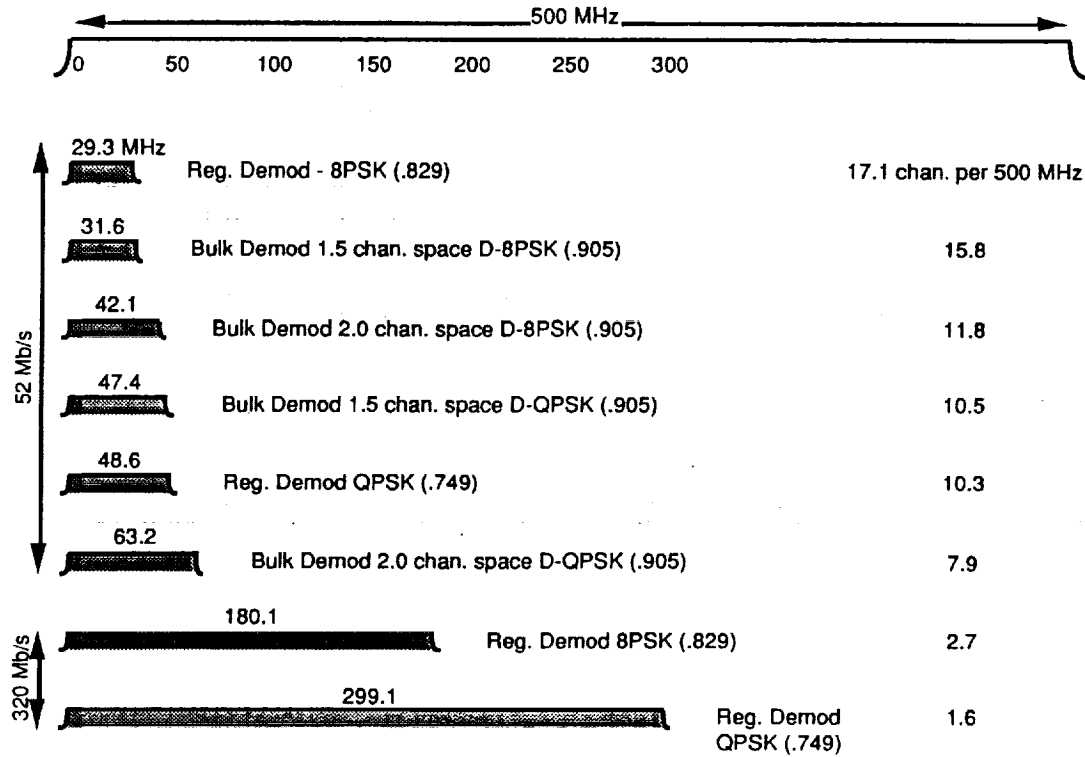 500 MHz
0 50 100 150 200 250 300
29.3 MHz
Reg. Demod - 8PSK (.829) 17.1 chan. per 500 MHz
31.6
Bulk Demod 1.5 chan. space D-8PSK (.905) 15.8
42.1
Bulk Demod 2.0 chan. space D-8PSK (.905) 11.8
52 Mb/s
47.4
Bulk Demod 1.5 chan. space D-QPSK (.905) 10.5
48.6
Reg. Demod QPSK (.749) 10.3
63.2
Bulk Demod 2.0 chan. space D-QPSK (.905) 7.9
180.1
Reg. Demod 8PSK (.829) 2.7
320 Mb/s
299.1
Reg. Demod 1.6
QPSK (.749)